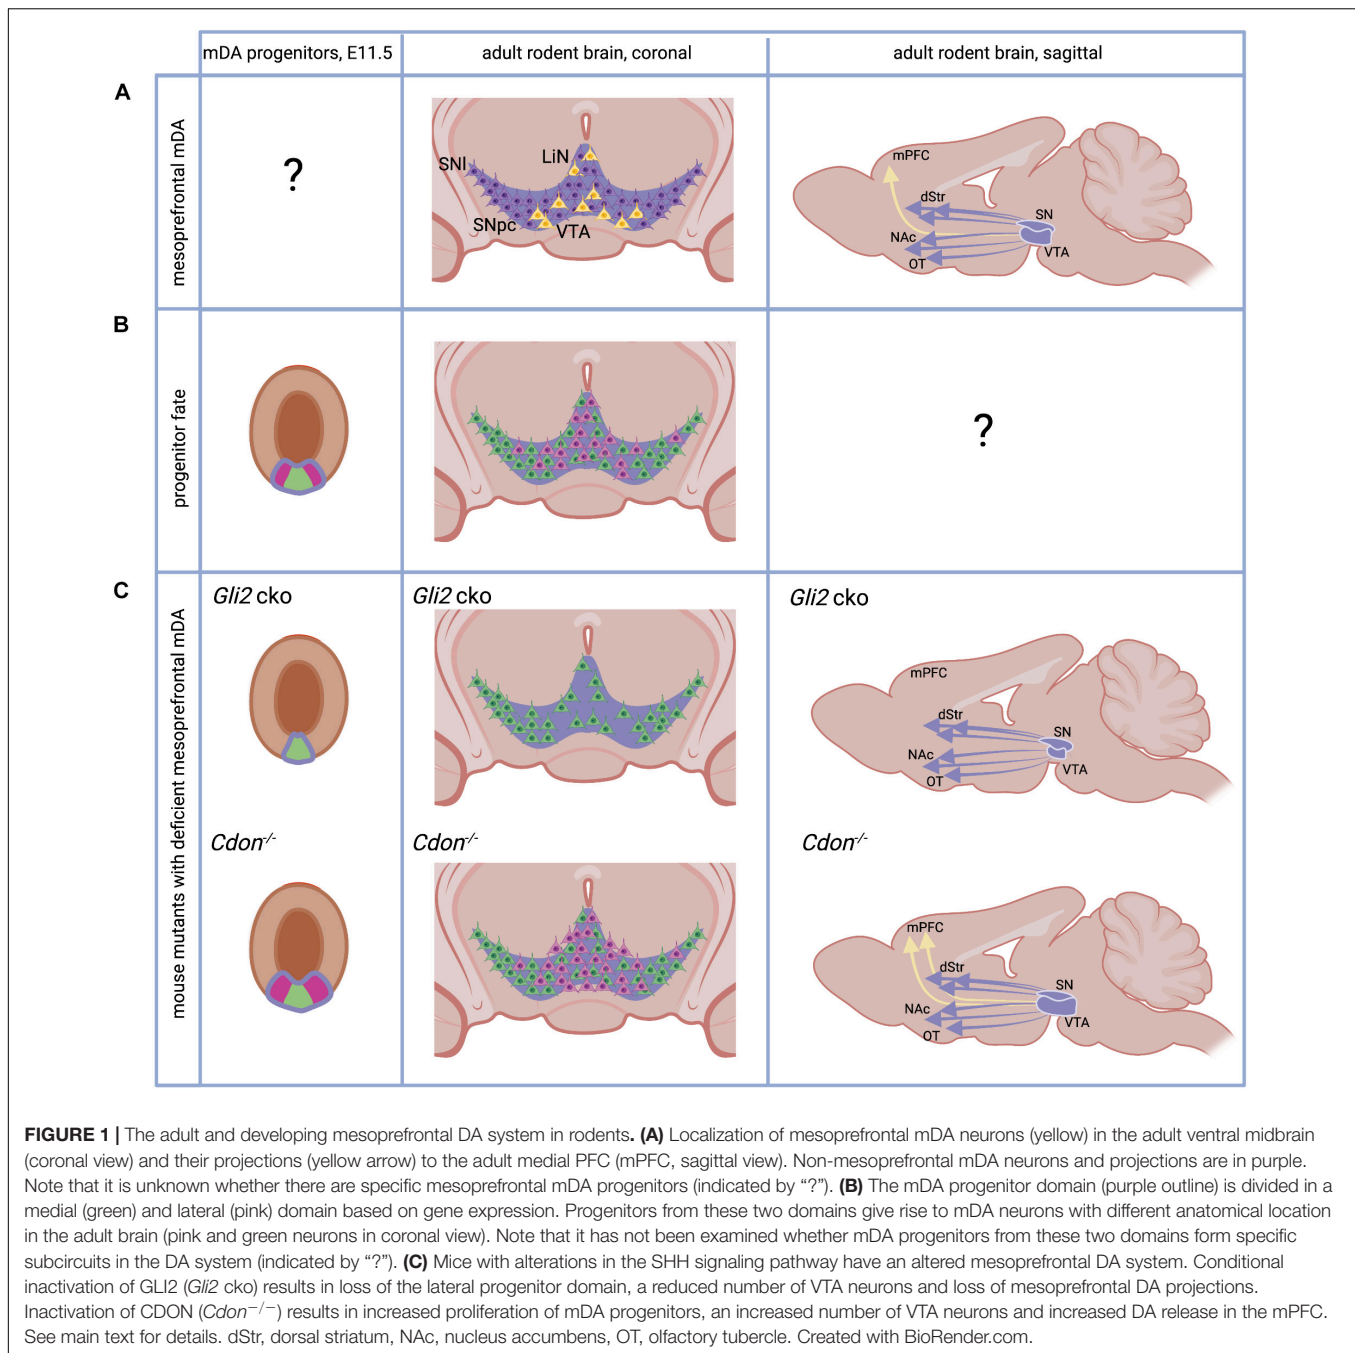 mDA progenitors, E11.5
adult rodent brain, coronal
adult rodent brain, sagittal
A
mesoprefrontal mDA
?
SNl
LiN
SNpc
VTA
mPFC
dStr
SN
NAc
VTA
OT
B
progenitor fate
?
C
mouse mutants with deficient mesoprefrontal mDA
Gli2 cko
Gli2 cko
Gli2 cko
mPFC
dStr
SN
NAc
VTA
OT
Cdon-/-
Cdon-/-
Cdon-/-
mPFC
dStr
SN
NAc
VTA
OT
FIGURE 1 | The adult and developing mesoprefrontal DA system in rodents. (A) Localization of mesoprefrontal mDA neurons (yellow) in the adult ventral midbrain
(coronal view) and their projections (yellow arrow) to the adult medial PFC (mPFC, sagittal view). Non-mesoprefrontal mDA neurons and projections are in purple.
Note that it is unknown whether there are specific mesoprefrontal mDA progenitors (indicated by “?”). (B) The mDA progenitor domain (purple outline) is divided in a
medial (green) and lateral (pink) domain based on gene expression. Progenitors from these two domains give rise to mDA neurons with different anatomical location
in the adult brain (pink and green neurons in coronal view). Note that it has not been examined whether mDA progenitors from these two domains form specific
subcircuits in the DA system (indicated by “?”). (C) Mice with alterations in the SHH signaling pathway have an altered mesoprefrontal DA system. Conditional
inactivation of GLI2 (Gli2 cko) results in loss of the lateral progenitor domain, a reduced number of VTA neurons and loss of mesoprefrontal DA projections.
Inactivation of CDON (Cdon−/−) results in increased proliferation of mDA progenitors, an increased number of VTA neurons and increased DA release in the mPFC.
See main text for details. dStr, dorsal striatum, NAc, nucleus accumbens, OT, olfactory tubercle. Created with BioRender.com.